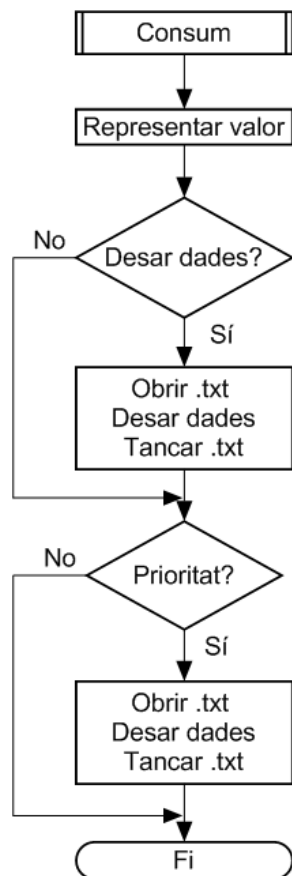 Consum
Representar valor
No
Desar dades?
Sí
Obrir .txt
Desar dades
Tancar .txt
No
Prioritat?
Sí
Obrir .txt
Desar dades
Tancar .txt
Fi